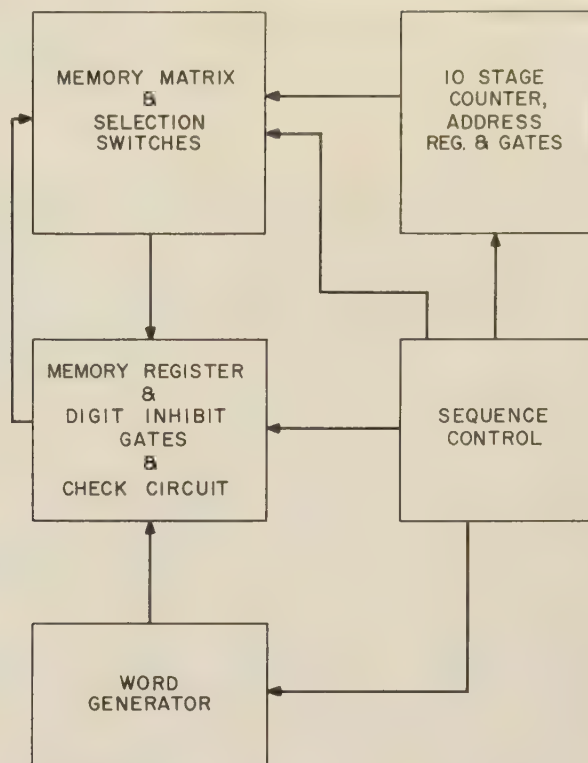 MEMORY MATRIX
&
SELECTION
SWITCHES
10 STAGE
COUNTER,
ADDRESS
REG. & GATES
MEMORY REGISTER
&
DIGIT INHIBIT
GATES
&
CHECK CIRCUIT
SEQUENCE
CONTROL
WORD
GENERATOR